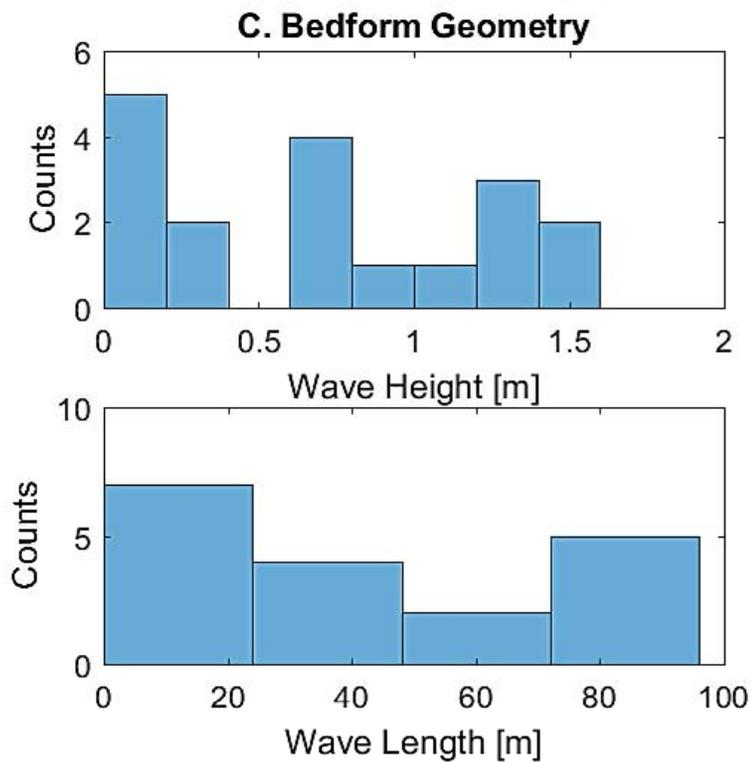 C. Bedform Geometry
6
4
2
0
Counts
0 0.5 1 1.5 2
Wave Height [m]
10
5
0
Counts
0 20 40 60 80 100
Wave Length [m]